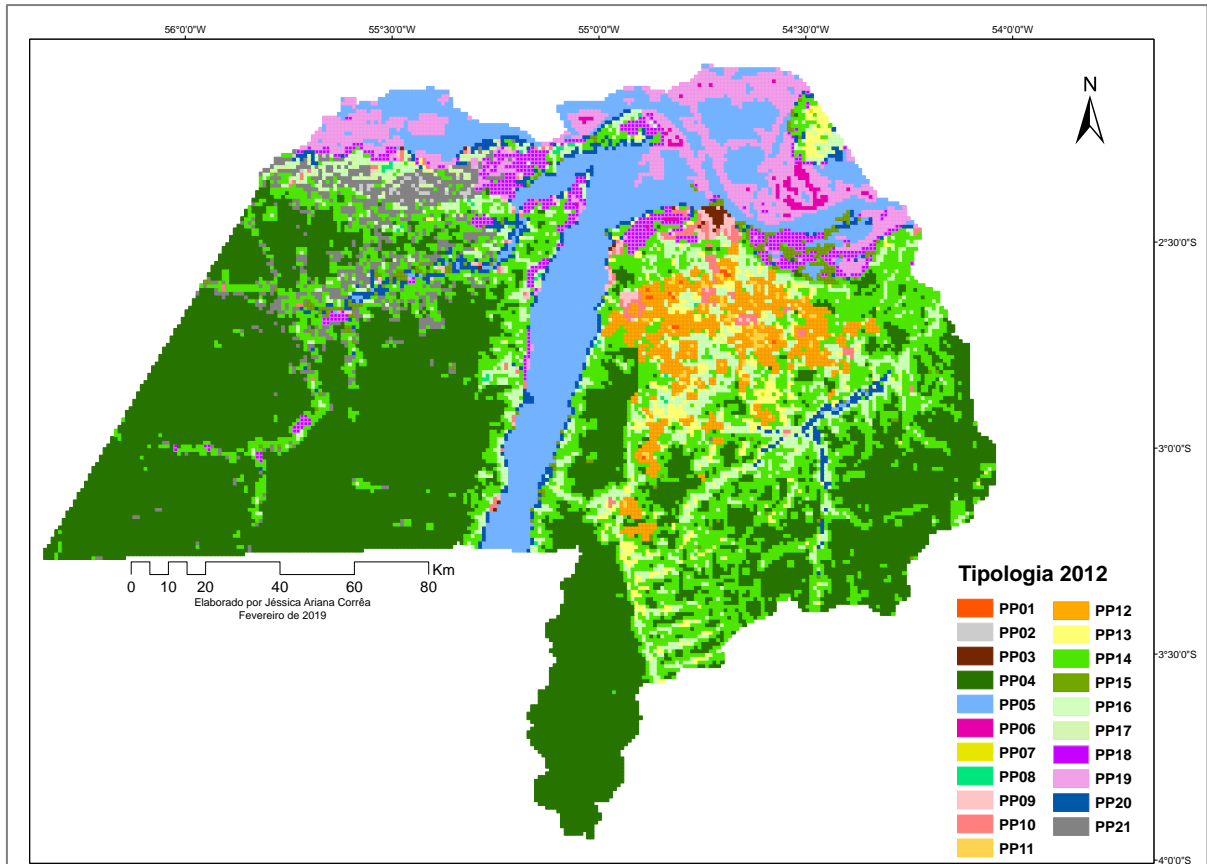 56°0'0"W 55°30'0"W 55°0'0"W 54°30'0"W 54°0'0"W
N
2°30'0"S
3°0'0"S
Km
0 10 20 40 60 80
Elaborado por Jéssica Ariana Corrêa
Fevereiro de 2019
Tipologia 2012
PP01 PP12
PP02 PP13
PP03 PP14
PP04 PP15
PP05 PP16
PP06 PP17
PP07 PP18
PP08 PP19
PP09 PP20
PP10 PP21
PP11
3°30'0"S
4°0'0"S